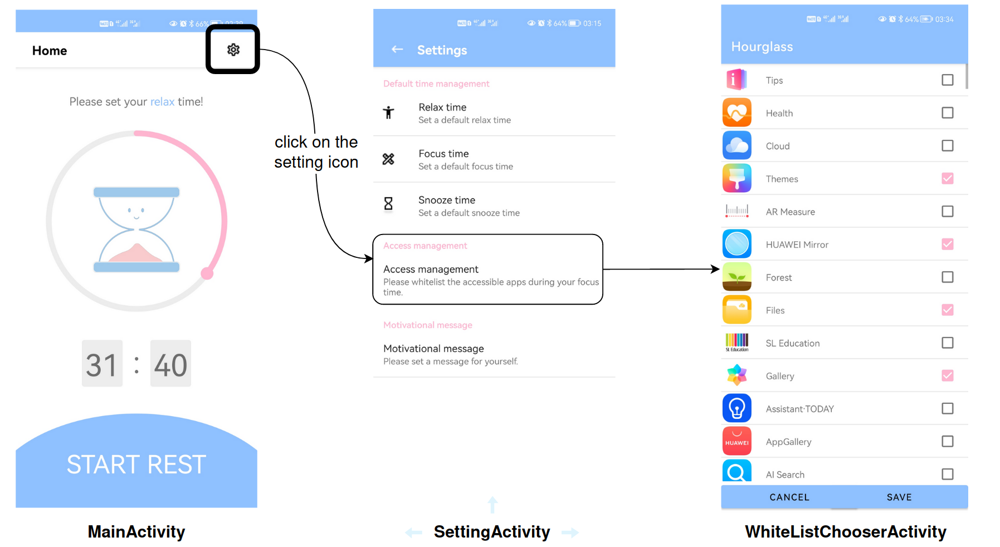 66%
Home
Please set your relax time!
31 : 40
START REST
MainActivity
click on the
setting icon
64% 03:15
Settings
Default time management
Relax time
Set a default relax time
Focus time
Set a default focus time
Snooze time
Set a default snooze time
Access management
Access management
Please whitelist the accessible apps during your focus
time.
Motivational message
Motivational message
Please set a message for yourself.
SettingActivity
64% 03:34
Hourglass
Tips
Health
Cloud
Themes
AR Measure
HUAWEI Mirror
Forest
Files
SL Education
SL Education
Gallery
Assistant·TODAY
HUAWEI
AppGallery
AI Search
CANCEL SAVE
WhiteListChooserActivity